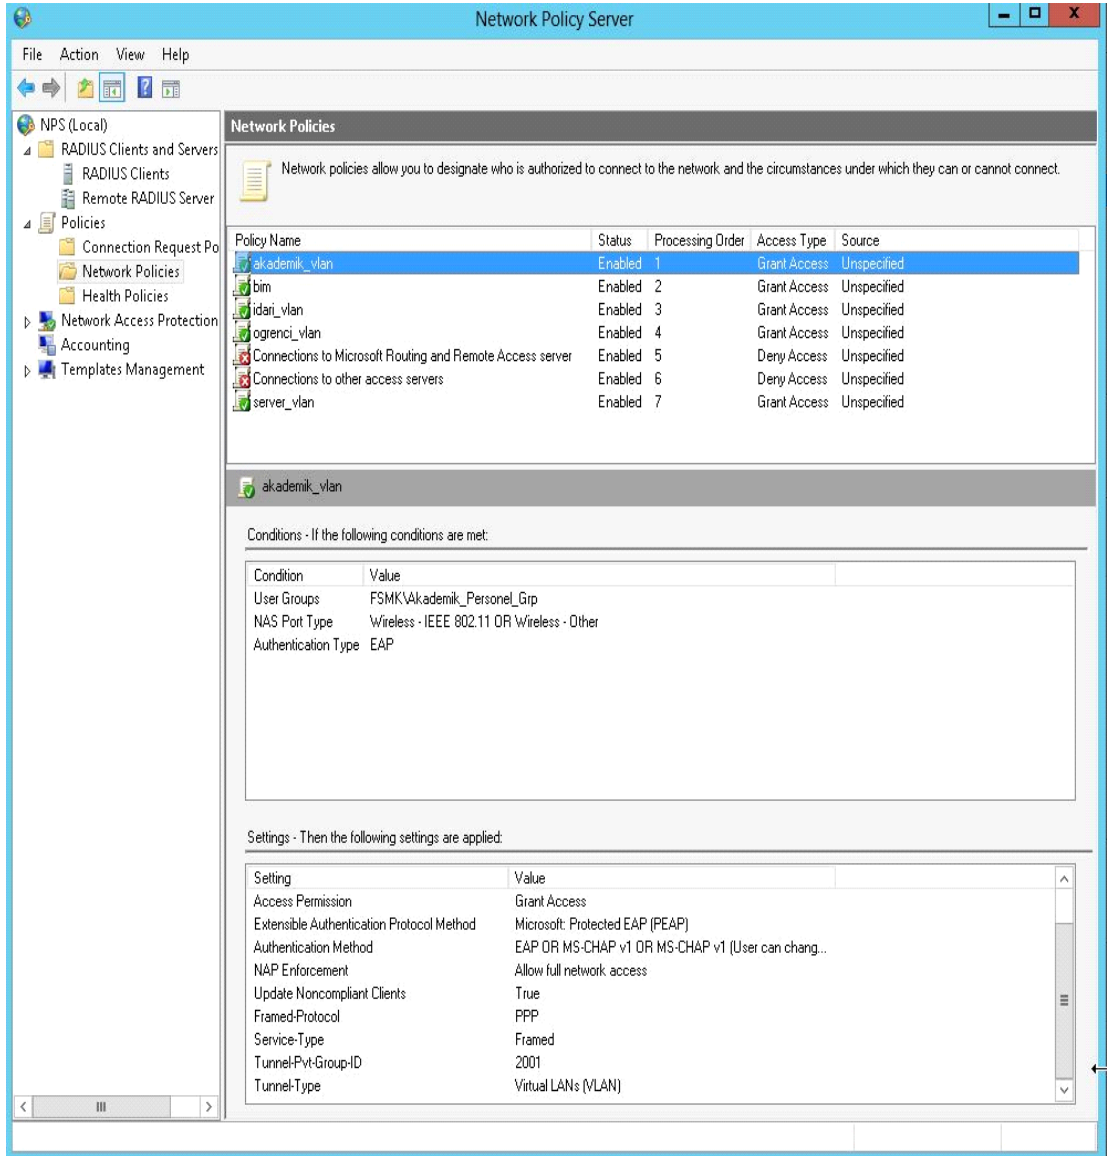 Network Policy Server
File Action View Help
NPS (Local)
RADIUS Clients and Servers
RADIUS Clients
Remote RADIUS Server
Policies
Connection Request Po
Network Policies
Health Policies
Network Access Protection
Accounting
Templates Management
Network Policies
Network policies allow you to designate who is authorized to connect to the network and the circumstances under which they can or cannot connect.
Policy Name Status Processing Order Access Type Source
akademik_vlan Enabled 1 Grant Access Unspecified
bim Enabled 2 Grant Access Unspecified
idari_vlan Enabled 3 Grant Access Unspecified
ogrenci_vlan Enabled 4 Grant Access Unspecified
Connections to Microsoft Routing and Remote Access server Enabled 5 Deny Access Unspecified
Connections to other access servers Enabled 6 Deny Access Unspecified
server_vlan Enabled 7 Grant Access Unspecified
akademik_vlan
Conditions - If the following conditions are met:
Condition Value
User Groups FSMK\Akademik_Personel_Grp
NAS Port Type Wireless - IEEE 802.11 OR Wireless - Other
Authentication Type EAP
Settings - Then the following settings are applied:
Setting Value
Access Permission Grant Access
Extensible Authentication Protocol Method Microsoft: Protected EAP (PEAP)
Authentication Method EAP OR MS-CHAP v1 OR MS-CHAP v1 (User can chang...
NAP Enforcement Allow full network access
Update Noncompliant Clients True
Framed-Protocol PPP
Service-Type Framed
Tunnel-Pvt-Group-ID 2001
Tunnel-Type Virtual LANs (VLAN)